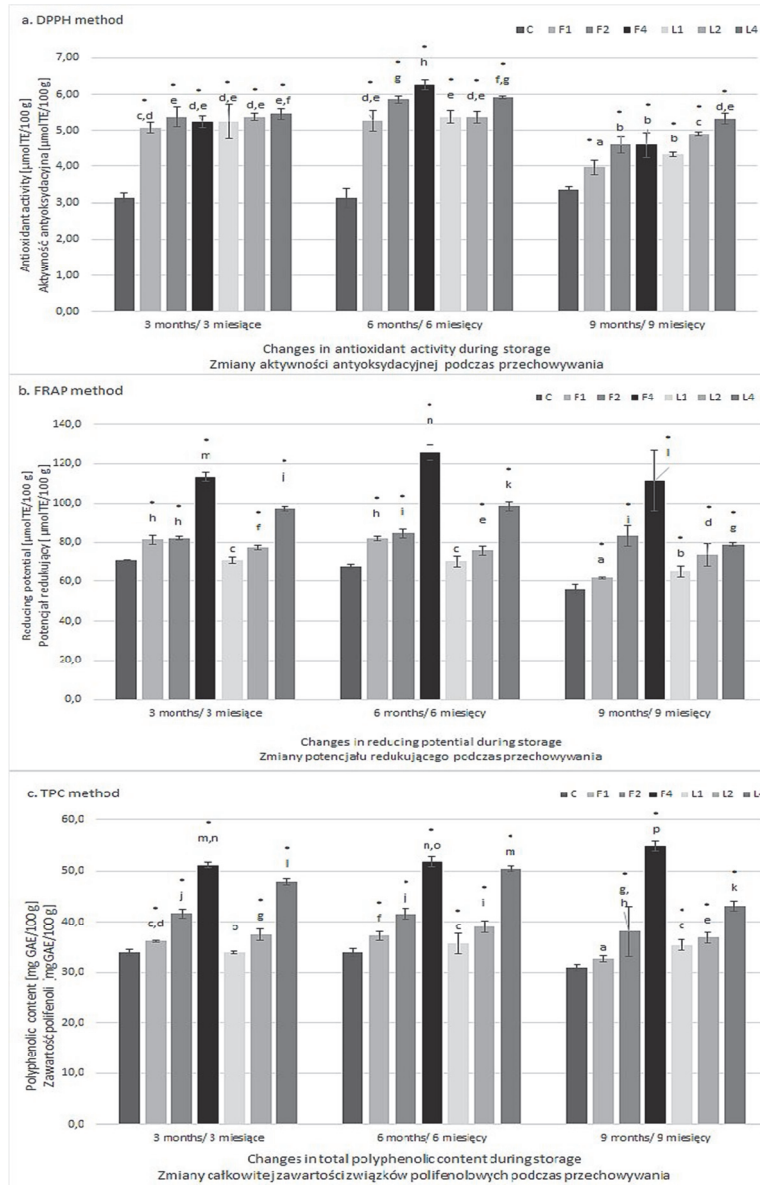 a. DPPH method
C F1 F2 F4 L1 L2 L4
Antioxidant activity [µmolTE/100 g]
Aktywność antyoksydacyjna [µmolTE/100 g]
7,00
6,00
5,00
4,00
3,00
2,00
1,00
0,00
* c,d * e * d,e * d,e * d,e * e,f
* d,e * g * h * e * d,e * f,g
* a * b * b * b * c * d,e
3 months/ 3 miesiące 6 months/ 6 miesięcy 9 months/ 9 miesięcy
Changes in antioxidant activity during storage
Zmiany aktywności antyoksydacyjnej podczas przechowywania
b. FRAP method
C F1 F2 F4 L1 L2 L4
Reducing potential [µmolTE/100 g]
Potencjał redukujący [µmolTE/100 g]
140,0
120,0
100,0
80,0
60,0
40,0
20,0
0,0
* h * h * m c * f * j
* h * i * n c * e * k
* a * i * l * b * d * g
3 months/ 3 miesiące 6 months/ 6 miesięcy 9 months/ 9 miesięcy
Changes in reducing potential during storage
Zmiany potencjału redukującego podczas przechowywania
c. TPC method
C F1 F2 F4 L1 L2
Polyphenolic content [mg GAE/100g]
Zawartość polifenoli mgGAE/100 g]
60,0
50,0
40,0
30,0
20,0
10,0
0,0
* c,d * j * m,n * g * l
* f * j * n,o * c * i * m
a * g, h * p * c * e * k
3 months/ 3 miesiące 6 months/ 6 miesięcy 9 months/ 9 miesięcy
Changes in total polyphenolic content during storage
Zmiany całkowitej zawartości związków polifenolowych podczas przechowywania